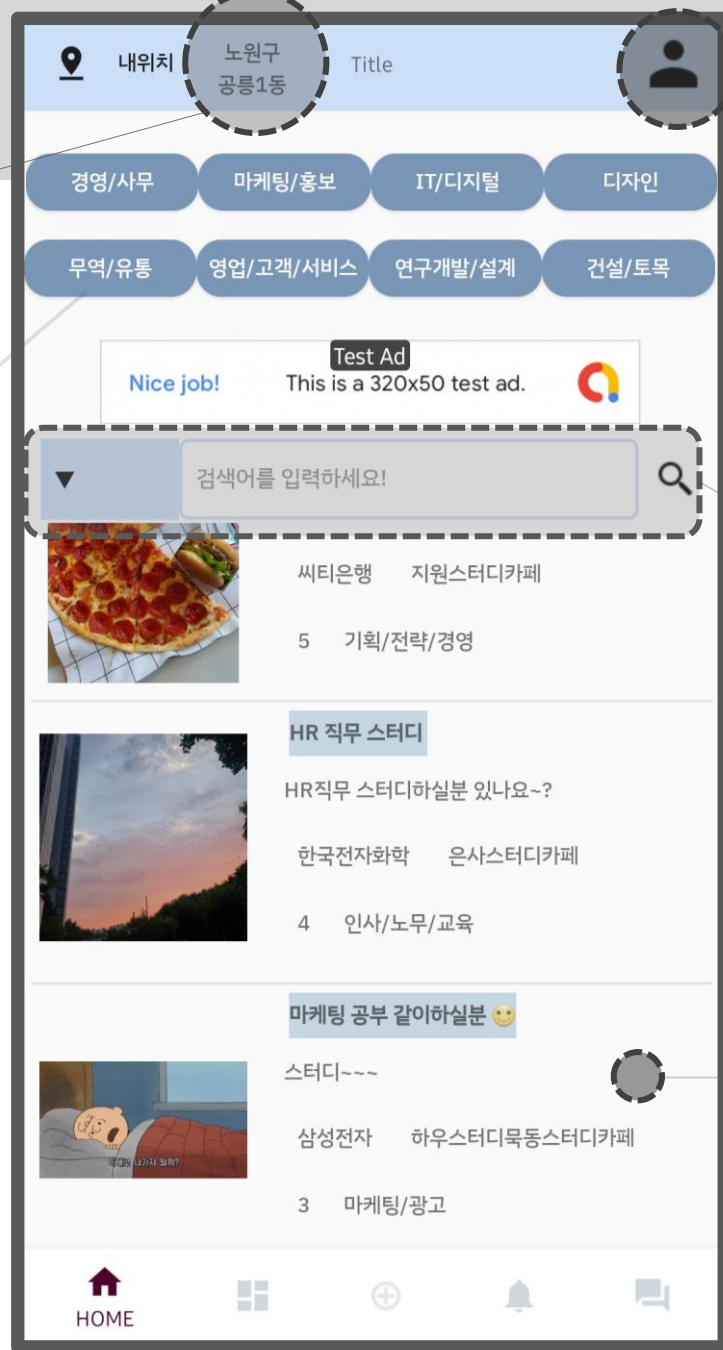 내위치
노원구
공릉1동
Title
경영/사무 마케팅/홍보 IT/디지털 디자인
무역/유통 영업/고객/서비스 연구개발/설계 건설/토목
Test Ad
Nice job! This is a 320x50 test ad.
▼ 검색어를 입력하세요!
씨티은행 지원스터디카페
5 기획/전략/경영
HR 직무 스터디
HR직무 스터디하실분 있나요~?
한국전자화학 은사스터디카페
4 인사/노무/교육
마케팅 공부 같이하실분 🙂
스터디~~~
삼성전자 하우스터디묵동스터디카페
3 마케팅/광고
HOME